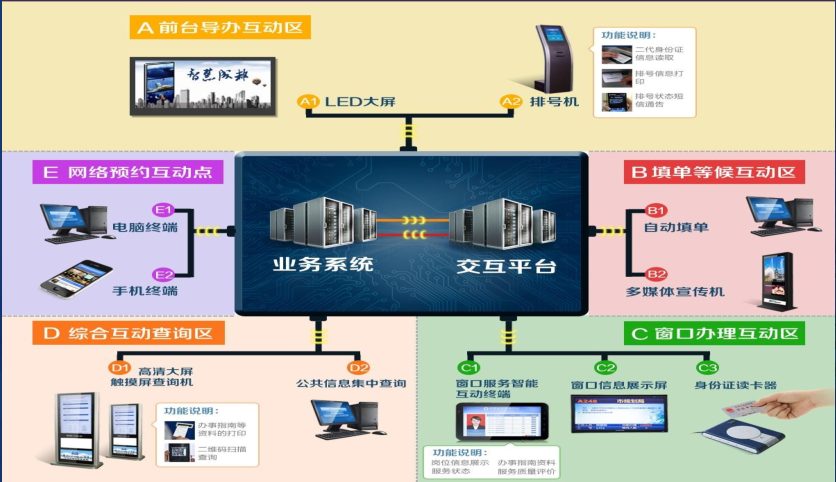 A 前台导办互动区
智慧政務
A1 LED大屏
A2 排号机
功能说明：
二代身份证
信息读取
排号信息打
印
排号状态短
信通告
E 网络预约互动点
E1
电脑终端
E2
手机终端
业务系统
交互平台
B 填单等候互动区
B1
自动填单
B2
多媒体宣传机
D 综合互动查询区
D1 高清大屏
触摸屏查询机
D2
公共信息集中查询
功能说明：
办事指南等
资料的打印
二维码扫描
查询
C 窗口办理互动区
C1
窗口服务智能
互动终端
C2
窗口信息展示屏
A246 市规划局
C3
身份证读卡器
功能说明：
岗位信息展示 办事指南资料
服务状态 服务质量评价